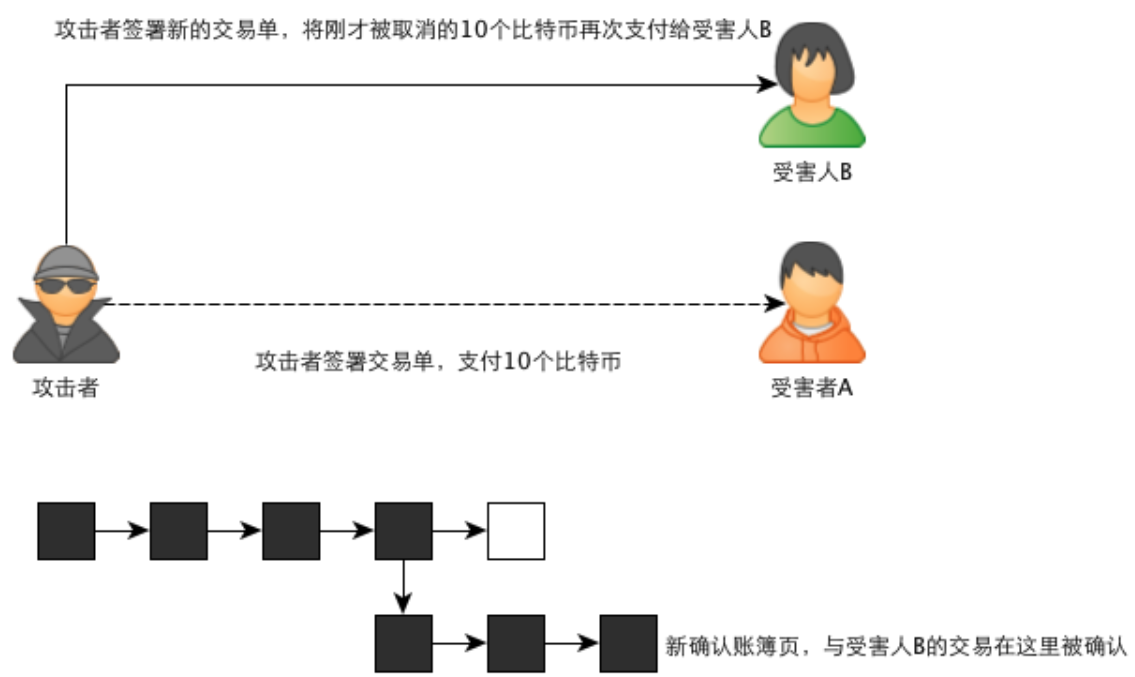 攻击者签署新的交易单，将刚才被取消的10个比特币再次支付给受害人B
受害人B
攻击者签署交易单，支付10个比特币
攻击者
受害者A
新确认账簿页，与受害人B的交易在这里被确认